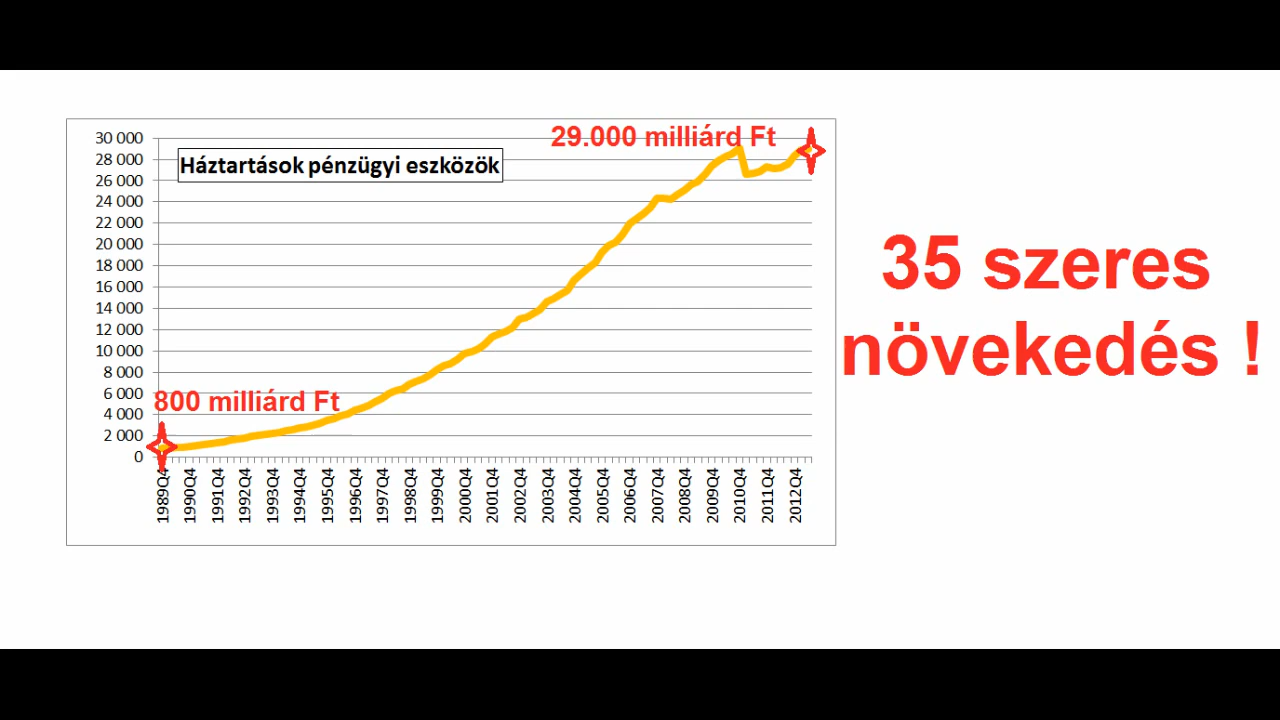 29.000 milliárd Ft
Háztartások pénzügyi eszközök
30 000
28 000
26 000
24 000
22 000
20 000
18 000
16 000
14 000
12 000
10 000
8 000
6 000
4 000
2 000
0
800 milliárd Ft
1989Q4
1990Q4
1991Q4
1992Q4
1993Q4
1994Q4
1995Q4
1996Q4
1997Q4
1998Q4
1999Q4
2000Q4
2001Q4
2002Q4
2003Q4
2004Q4
2005Q4
2006Q4
2007Q4
2008Q4
2009Q4
2010Q4
2011Q4
2012Q4
35 szeres
növekedés !